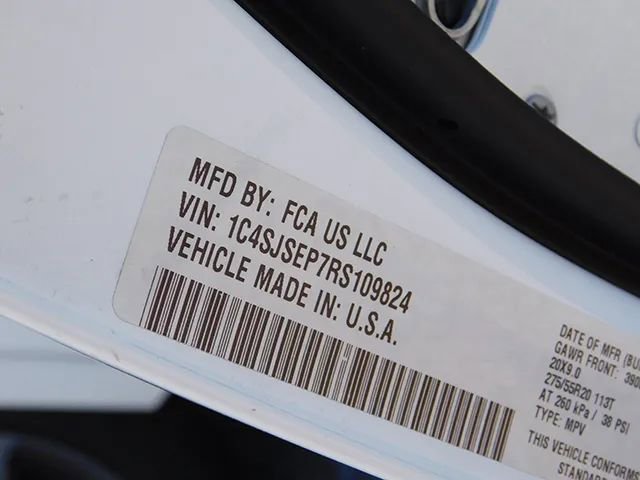 MFD BY: FCA US LLC
VIN: 1C4SJSEP7RS109824
VEHICLE MADE IN: U.S.A.
DATE OF MFR
GAWR FRONT:
20X9.0
275/55R20 113T
AT 260 kPa / 38 PSI
TYPE: MPV
THIS VEHICLE CONFORMS